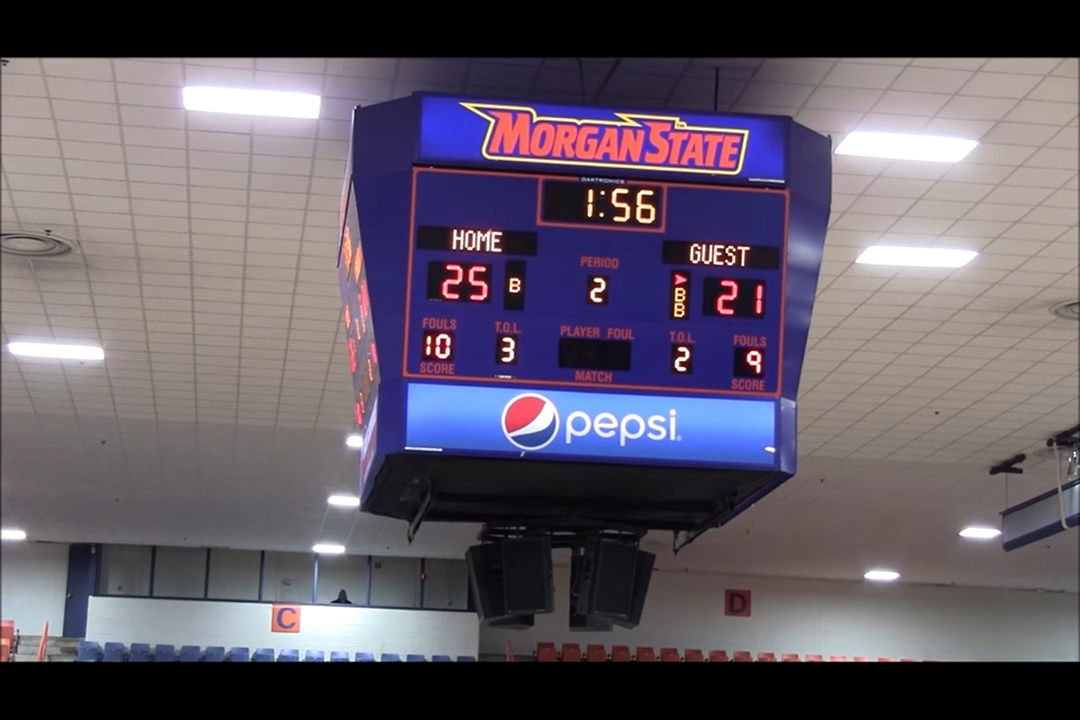 MORGAN STATE
DAKTRONICS
1:56
HOME
GUEST
25
B
PERIOD
2
B
B
21
FOULS
T.O.L.
PLAYER FOUL
T.O.L.
FOULS
10
3
2
9
SCORE
MATCH
SCORE
pepsi
C
D